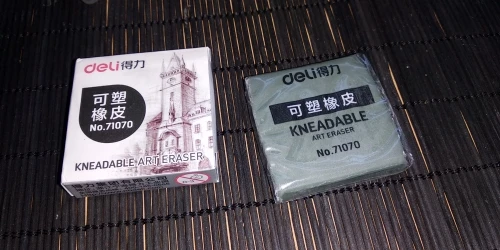 deli得力
可塑
橡皮
No.71070
KNEADABLE ART ERASER
deli得力
可塑橡皮
KNEADABLE
ART ERASER
No.71070